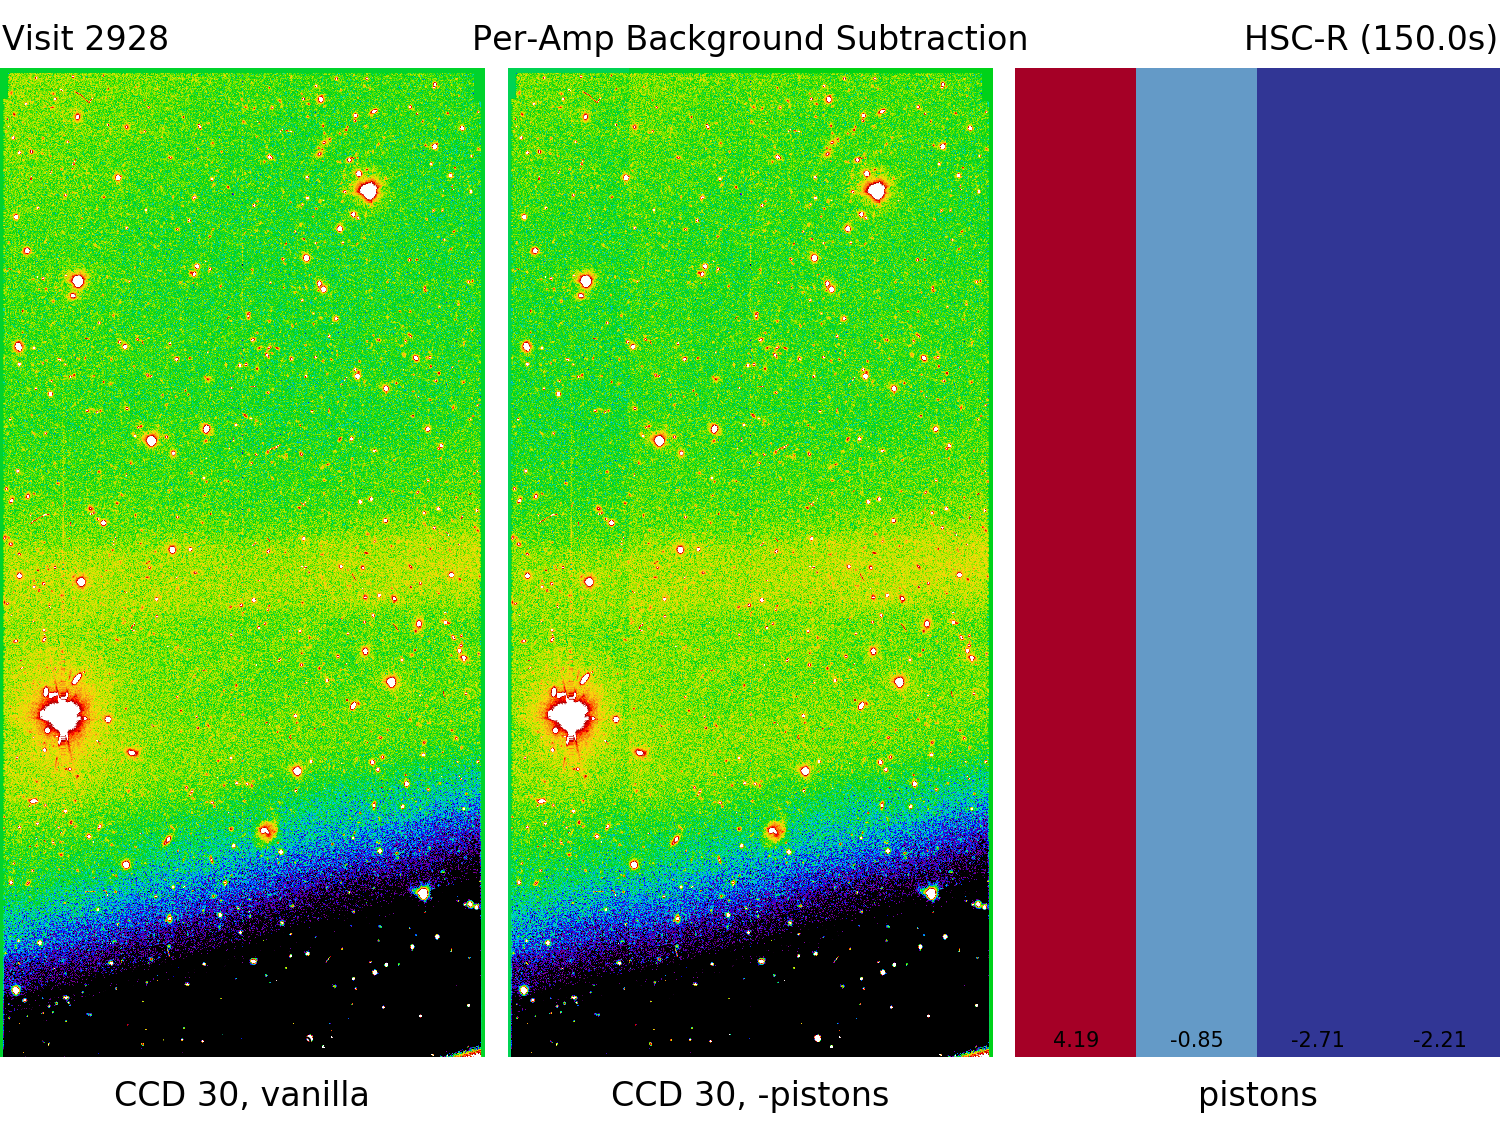 Visit 2928 Per-Amp Background Subtraction HSC-R (150.0s)
4.19 -0.85 -2.71 -2.21
CCD 30, vanilla CCD 30, -pistons pistons